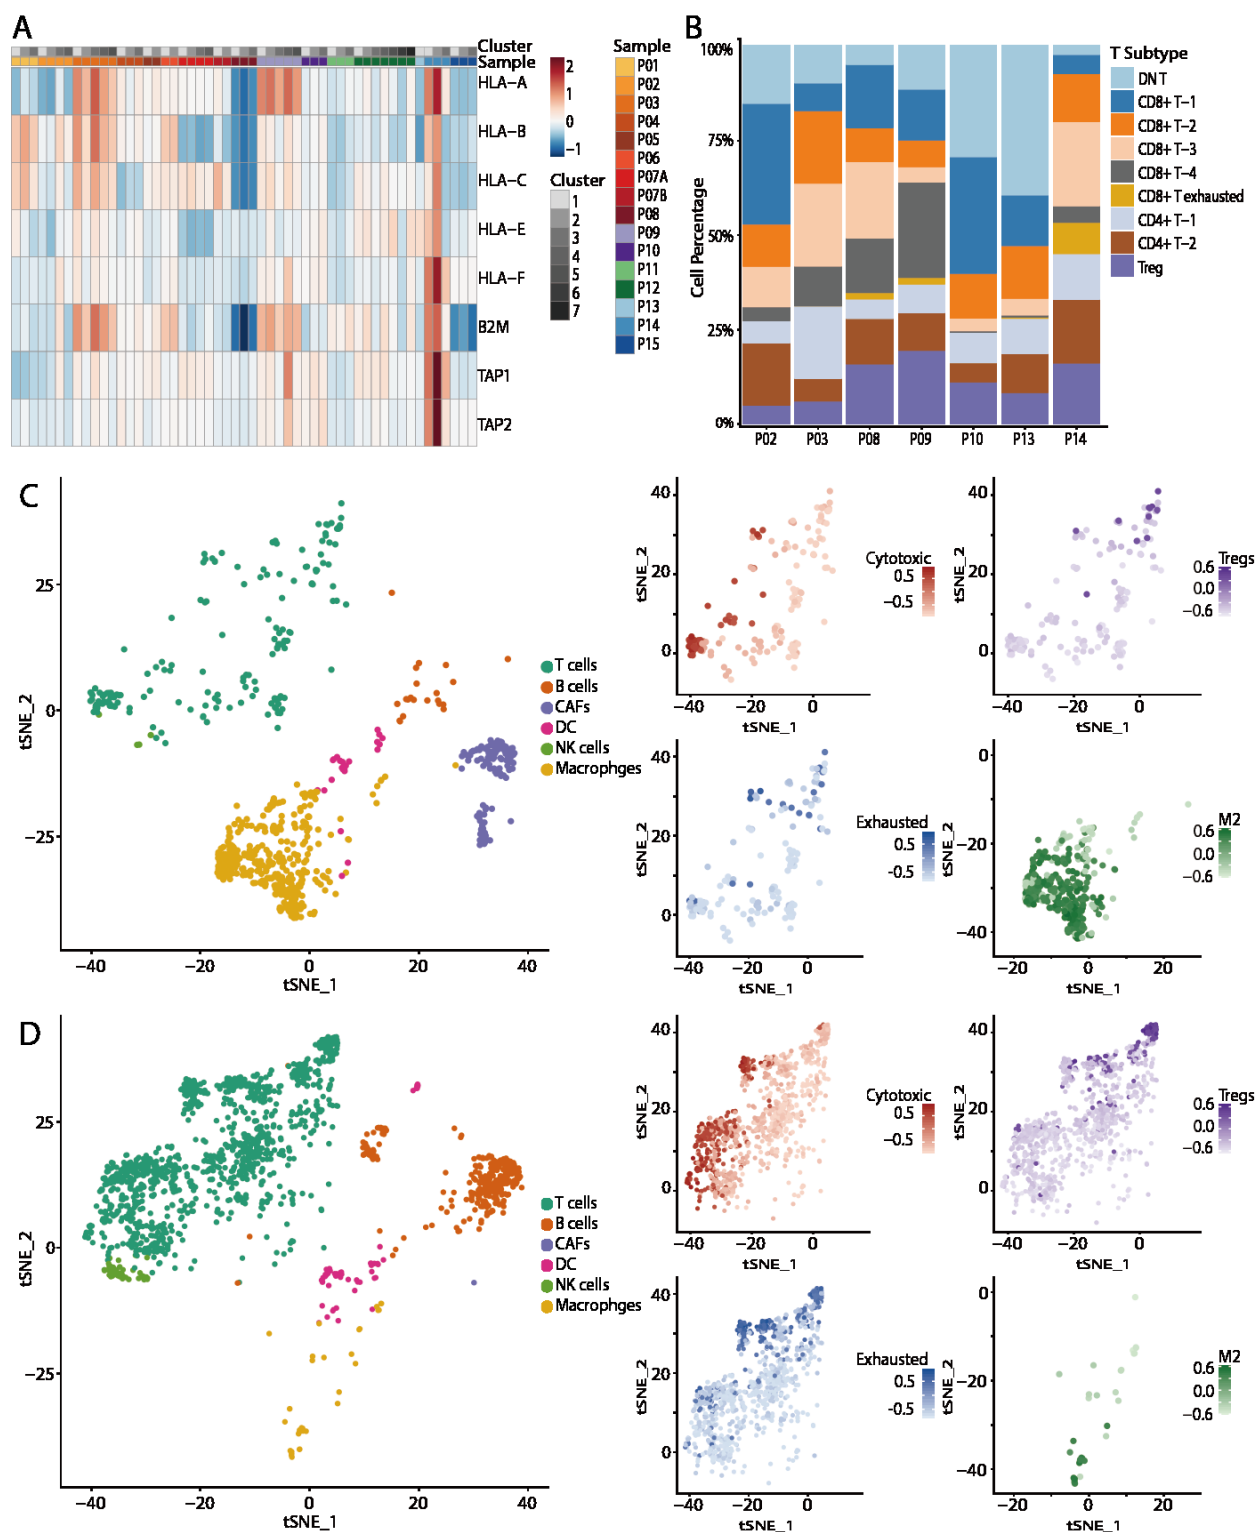 A
Cluster
Sample
HLA−A
HLA−B
HLA−C
HLA−E
HLA−F
B2M
TAP1
TAP2
2
1
0
−1
Cluster
1
2
3
4
5
6
7
Sample
P01
P02
P03
P04
P05
P06
P07A
P07B
P08
P09
P10
P11
P12
P13
P14
P15
B
Cell Percentage
100%
75%
50%
25%
0%
P02 P03 P08 P09 P10 P13 P14
T Subtype
DN T
CD8+ T−1
CD8+ T−2
CD8+ T−3
CD8+ T−4
CD8+ T exhausted
CD4+ T−1
CD4+ T−2
Treg
C
tSNE_2
25
0
−25
−40 −20 0 20 40
tSNE_1
T cells
B cells
CAFs
DC
NK cells
Macrophges
tSNE_2
40
20
0
−40 −20 0
tSNE_1
Cytotoxic
0.5
−0.5
tSNE_2
40
20
0
−40 −20 0
tSNE_1
Tregs
0.6
0.0
−0.6
tSNE_2
40
20
0
−40 −20 0
tSNE_1
Exhausted
0.5
-0.5
tSNE_2
0
−20
−40
−20 0 20
tSNE_1
M2
0.6
0.0
−0.6
D
tSNE_2
25
0
−25
−40 −20 0 20 40
tSNE_1
T cells
B cells
CAFs
DC
NK cells
Macrophges
tSNE_2
40
20
0
−40 −20 0
tSNE_1
Cytotoxic
0.5
−0.5
tSNE_2
40
20
0
−40 −20 0
tSNE_1
Tregs
0.6
0.0
−0.6
tSNE_2
40
20
0
−40 −20 0
tSNE_1
Exhausted
0.5
-0.5
tSNE_2
0
−20
−40
−20 0 20
tSNE_1
M2
0.6
0.0
−0.6